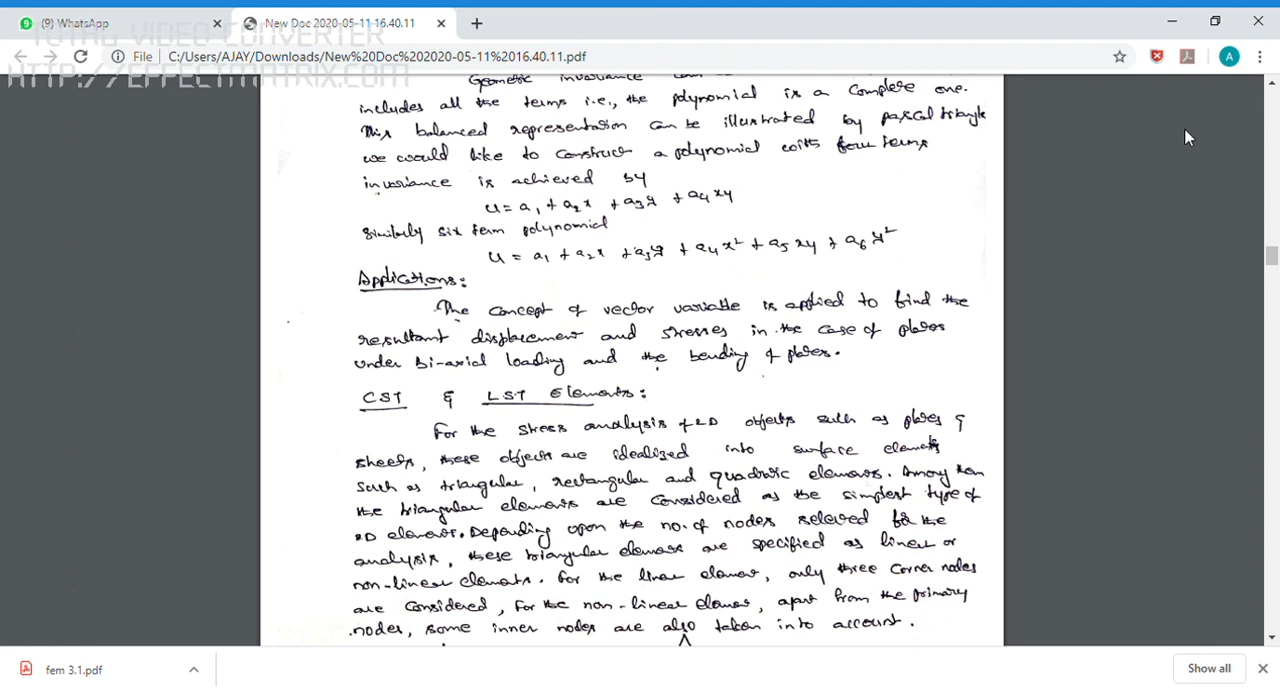 (9) WhatsApp
New Doc 2020-05-11 16.40.11
TOTAL VIDEO CONVERTER
File C:/Users/AJAY/Downloads/New%20Doc%202020-05-11%2016.40.11.pdf
A
HTTP://EFFECTMATRIX.COM
Geometric invariance
includes all the terms i.e., the polynomial is a complete one.
This balanced representation can be illustrated by pascal triangle
we would like to construct a polynomial with four terms
invariance is achieved by
u = a1 + a2x + a3y + a4xy
Similarly six term polynomial
u = a1 + a2x + a3y + a4x² + a5xy + a6y²
Applications:
The concept of vector variable is applied to find the
resultant displacement and stresses in the case of plates
under Bi-axial loading and the bending of plates.
CST & LST Elements:
For the stress analysis of 2D objects such as plates &
sheets, these objects are idealized into surface elements
such as triangular, rectangular and quadratic elements. Among them
the triangular elements are considered as the simplest type of
2D element. Depending upon the no. of nodes selected for the
analysis, these triangular elements are specified as linear or
non-linear elements. For the linear element, only three corner nodes
are considered, for the non-linear element, apart from the primary
nodes, some inner nodes are also taken into account.
fem 3.1.pdf
Show all